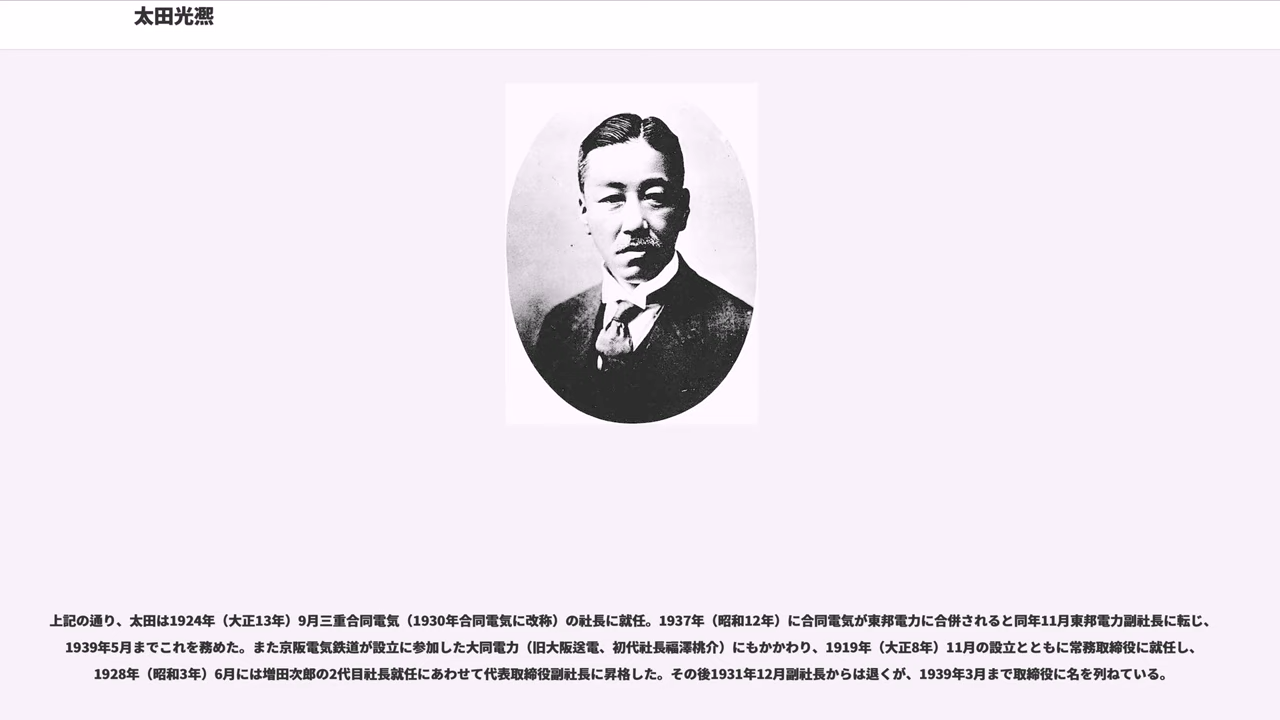 太田光凞
上記の通り、太田は1924年（大正13年）9月三重合同電気（1930年合同電気に改称）の社長に就任。1937年（昭和12年）に合同電気が東邦電力に合併されると同年11月東邦電力副社長に転じ、
1939年5月までこれを務めた。また京阪電気鉄道が設立に参加した大同電力（旧大阪送電、初代社長福澤桃介）にもかかわり、1919年（大正8年）11月の設立とともに常務取締役に就任し、
1928年（昭和3年）6月には増田次郎の2代目社長就任にあわせて代表取締役副社長に昇格した。その後1931年12月副社長からは退くが、1939年3月まで取締役に名を列ねている。